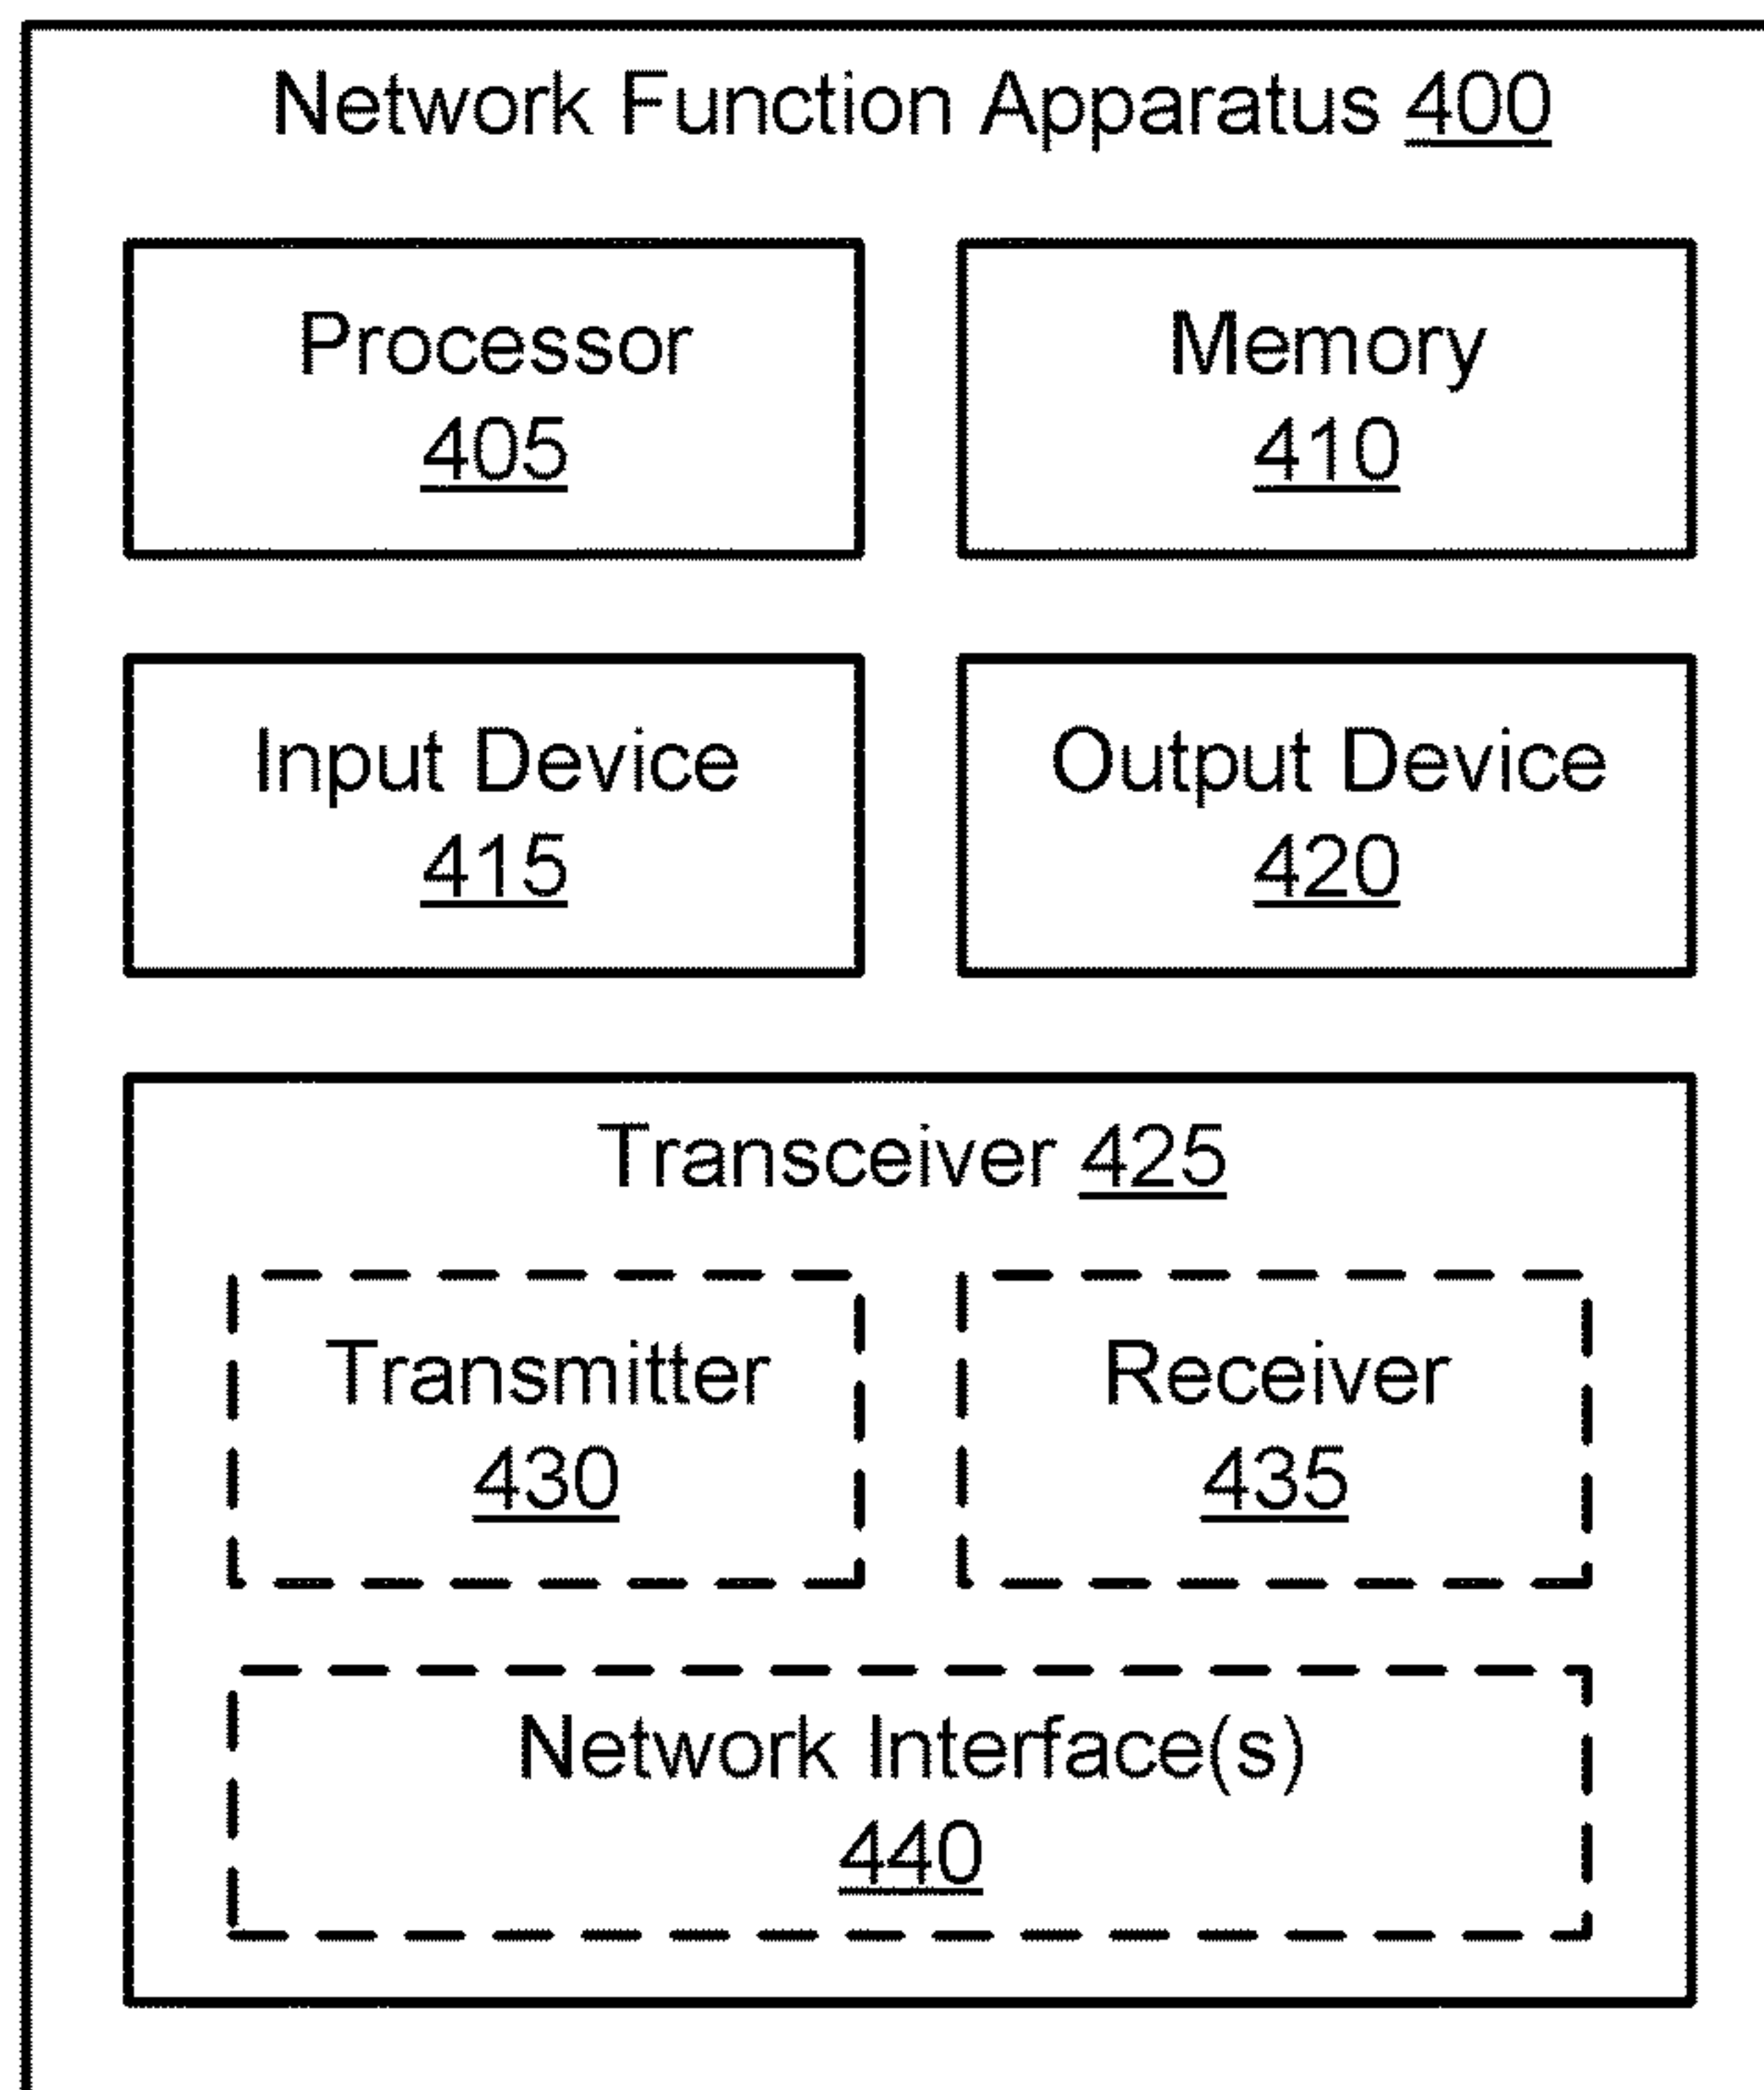 Network Function Apparatus 400
Processor
405
Memory
410
Input Device
415
Output Device
420
Transceiver 425
Transmitter
430
Receiver
435
Network Interface(s)
440